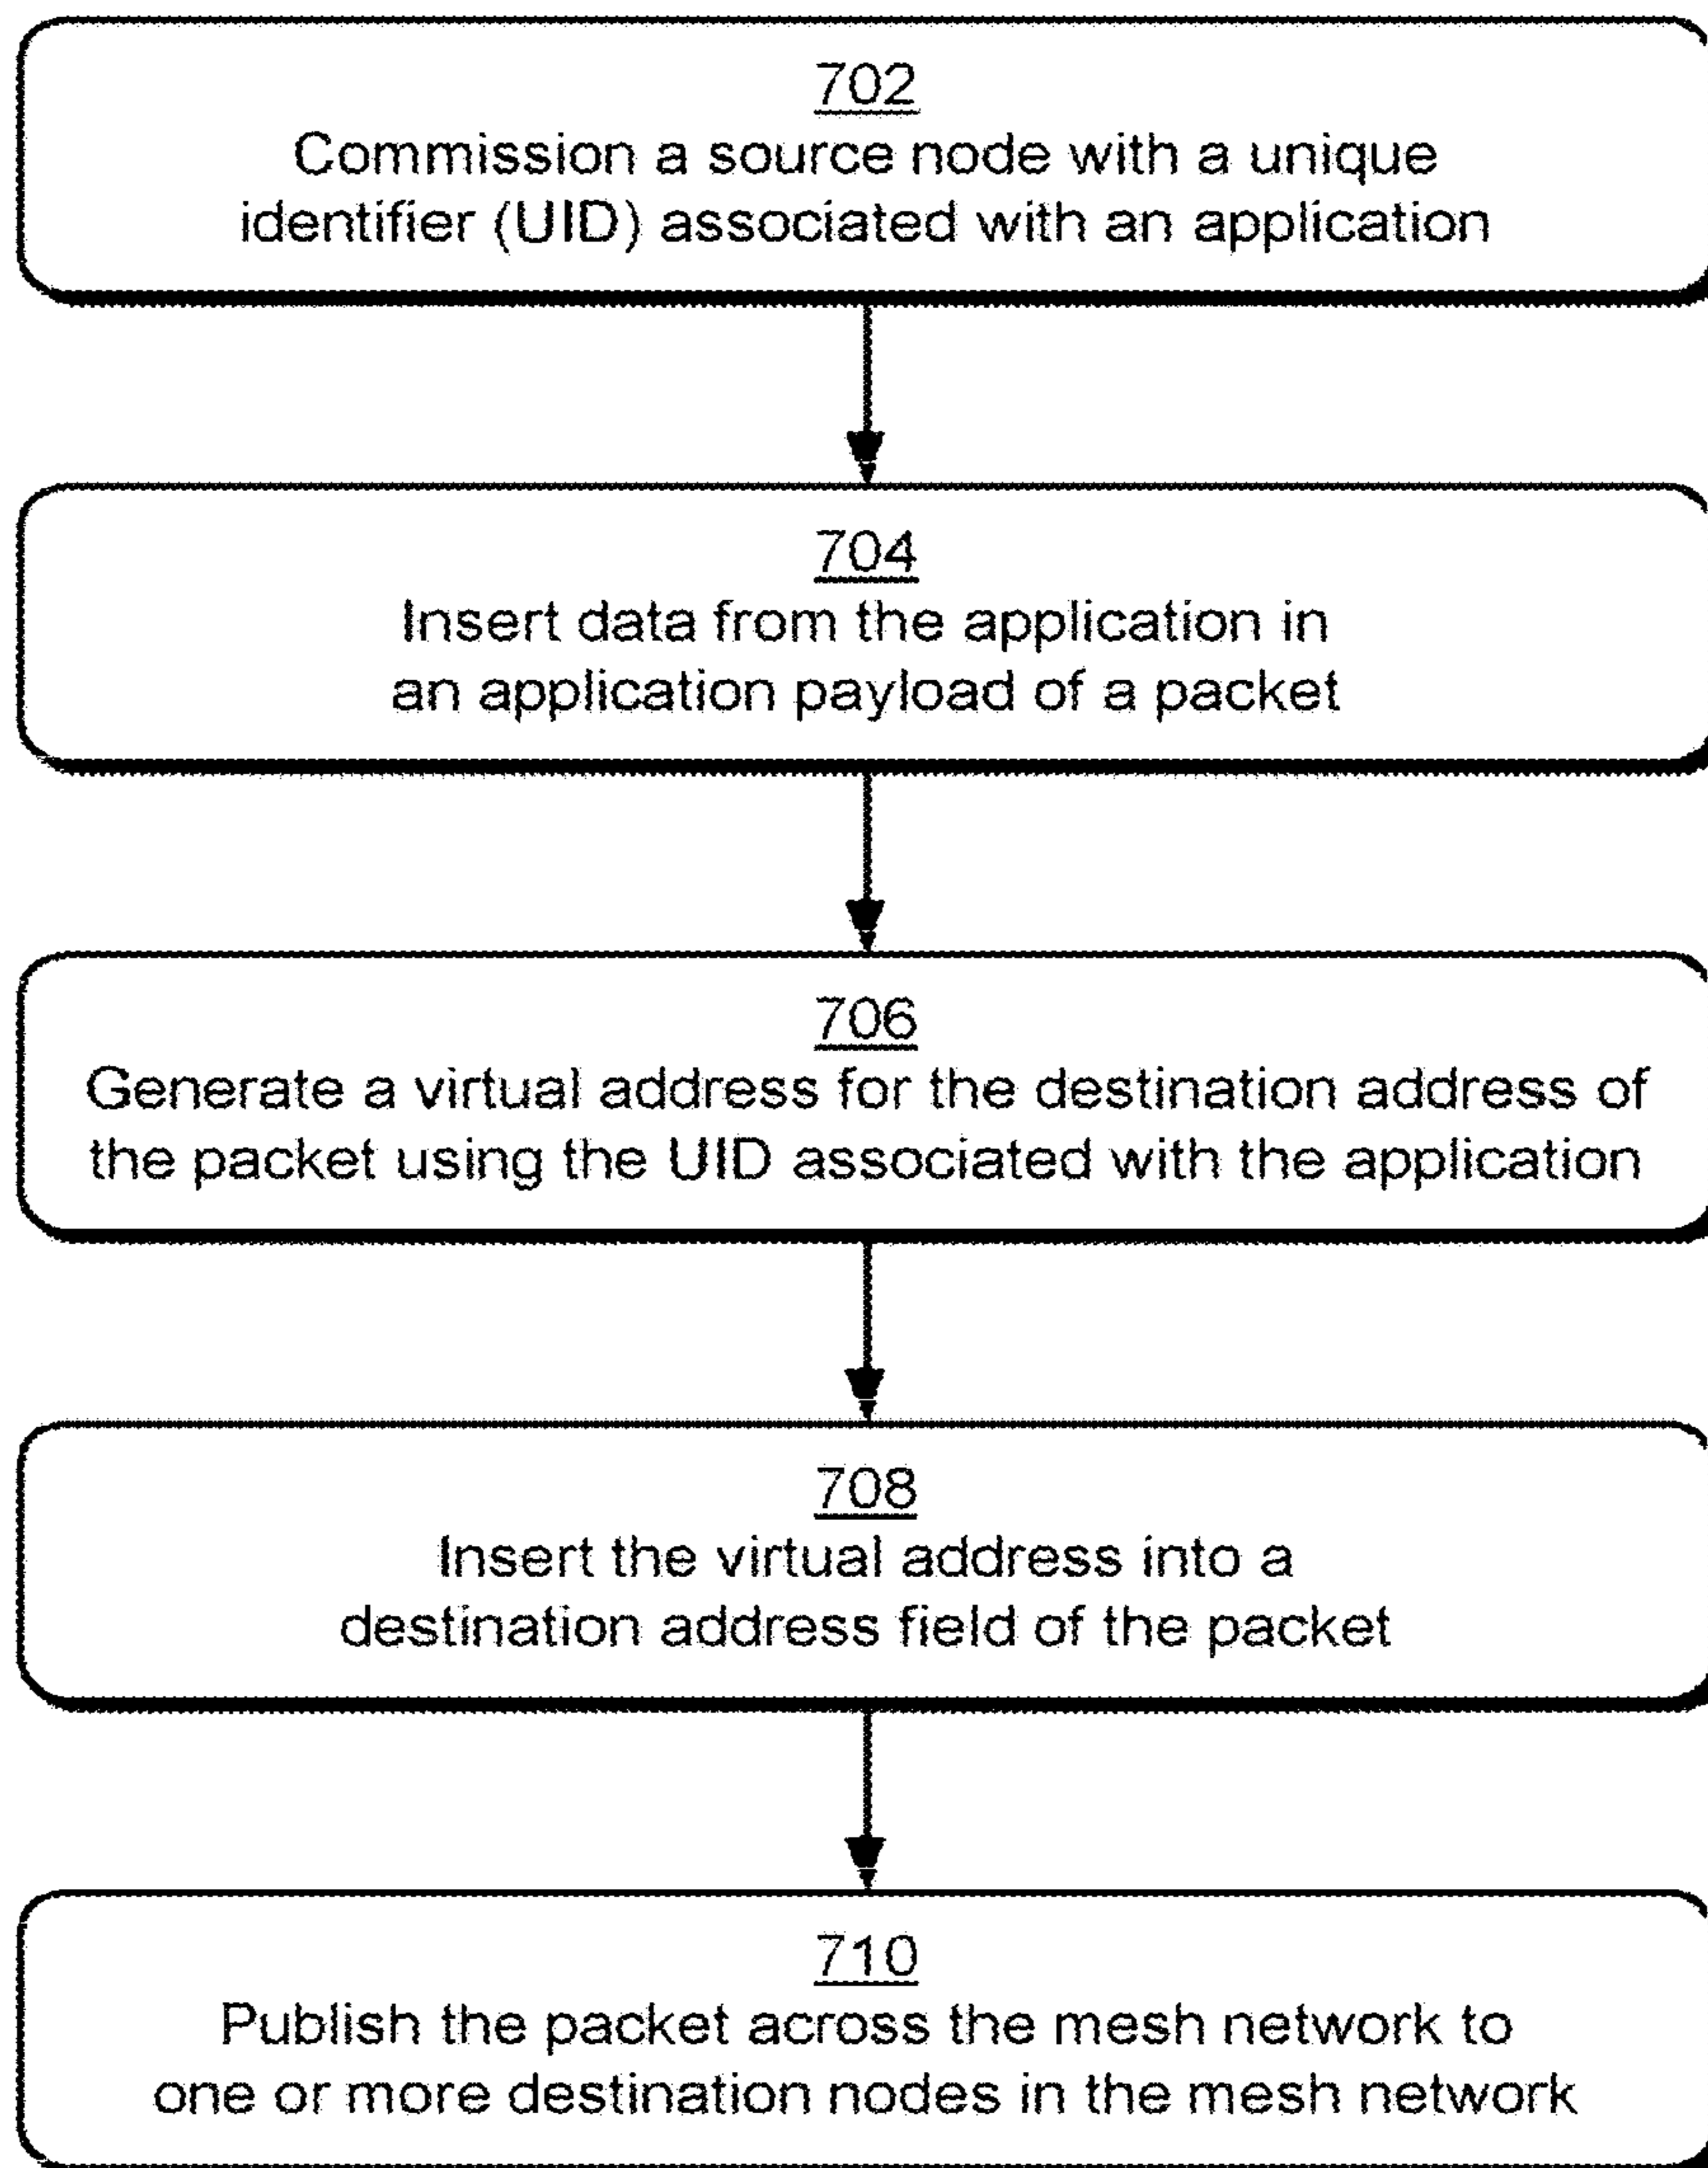 702
Commission a source node with a unique
identifier (UID) associated with an application
704
Insert data from the application in
an application payload of a packet
706
Generate a virtual address for the destination address of
the packet using the UID associated with the application
708
Insert the virtual address into a
destination address field of the packet
710
Publish the packet across the mesh network to
one or more destination nodes in the mesh network